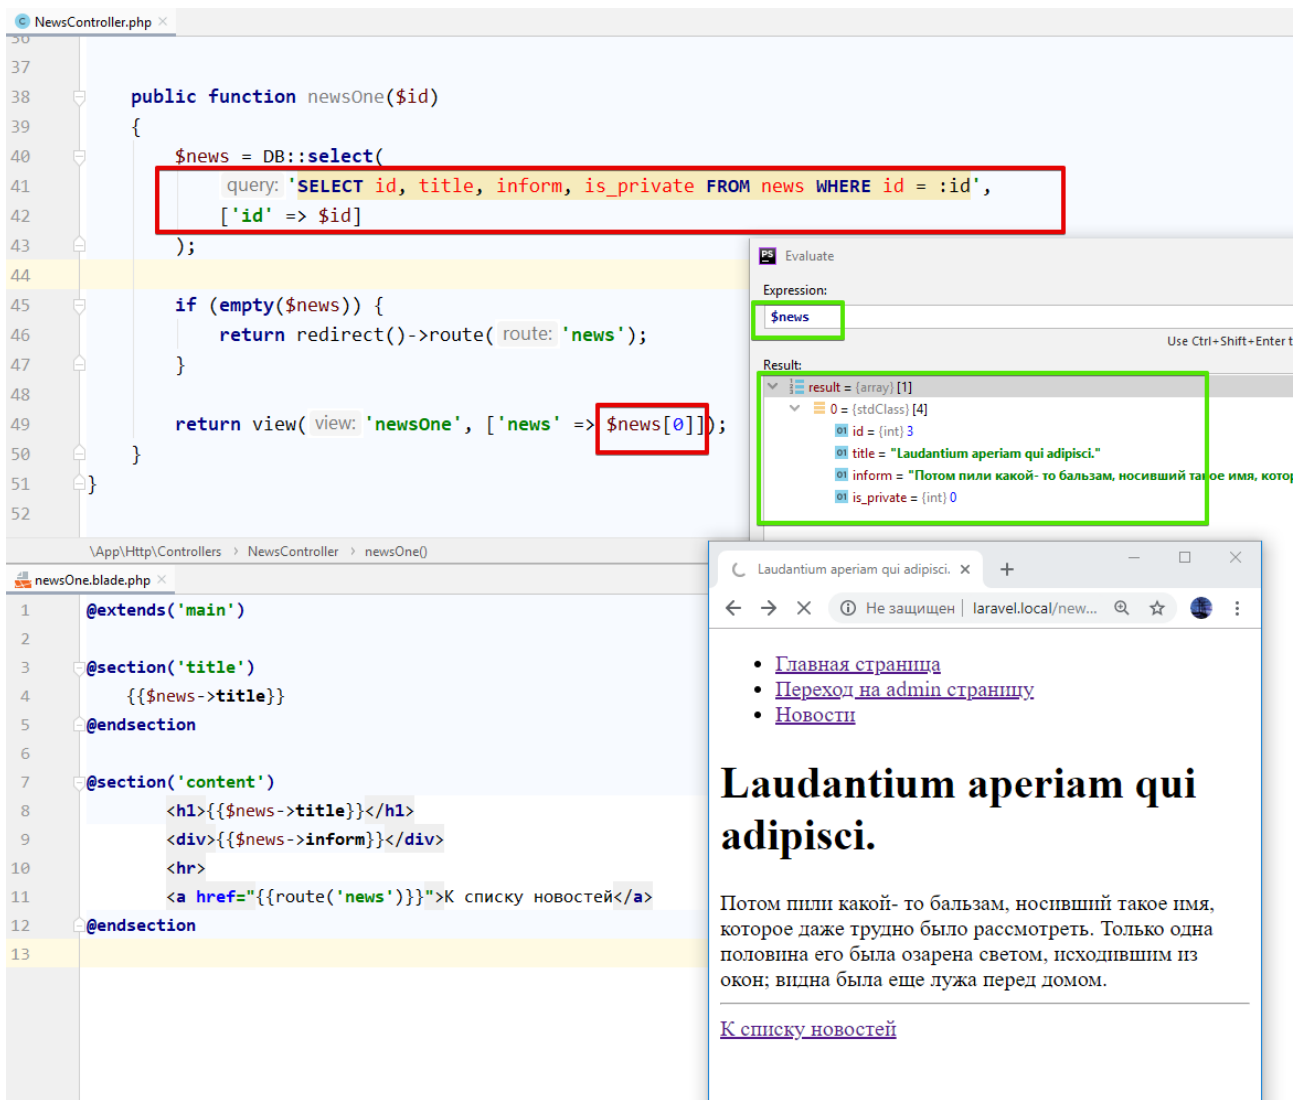 NewsController.php
36
37
38 public function newsOne($id)
39 {
40 $news = DB::select(
41 query: 'SELECT id, title, inform, is_private FROM news WHERE id = :id',
42 ['id' => $id]
43 );
44
45 if (empty($news)) {
46 return redirect()->route( route: 'news');
47 }
48
49 return view( view: 'newsOne', ['news' => $news[0]]);
50 }
51 }
52
\App\Http\Controllers › NewsController › newsOne()
PS Evaluate
Expression:
$news
Use Ctrl+Shift+Enter t
Result:
result = {array} [1]
0 = {stdClass} [4]
01 id = {int} 3
01 title = "Laudantium aperiam qui adipisci."
01 inform = "Потом пили какой- то бальзам, носивший такое имя, котор
01 is_private = {int} 0
newsOne.blade.php
1 @extends('main')
2
3 @section('title')
4 {{$news->title}}
5 @endsection
6
7 @section('content')
8 <h1>{{$news->title}}</h1>
9 <div>{{$news->inform}}</div>
10 <hr>
11 <a href="{{route('news')}}">К списку новостей</a>
12 @endsection
13
Laudantium aperiam qui adipisci.
Не защищен | laravel.local/new...
Главная страница
Переход на admin страницу
Новости
Laudantium aperiam qui
adipisci.
Потом пили какой- то бальзам, носивший такое имя,
которое даже трудно было рассмотреть. Только одна
половина его была озарена светом, исходившим из
окон; видна была еще лужа перед домом.
К списку новостей